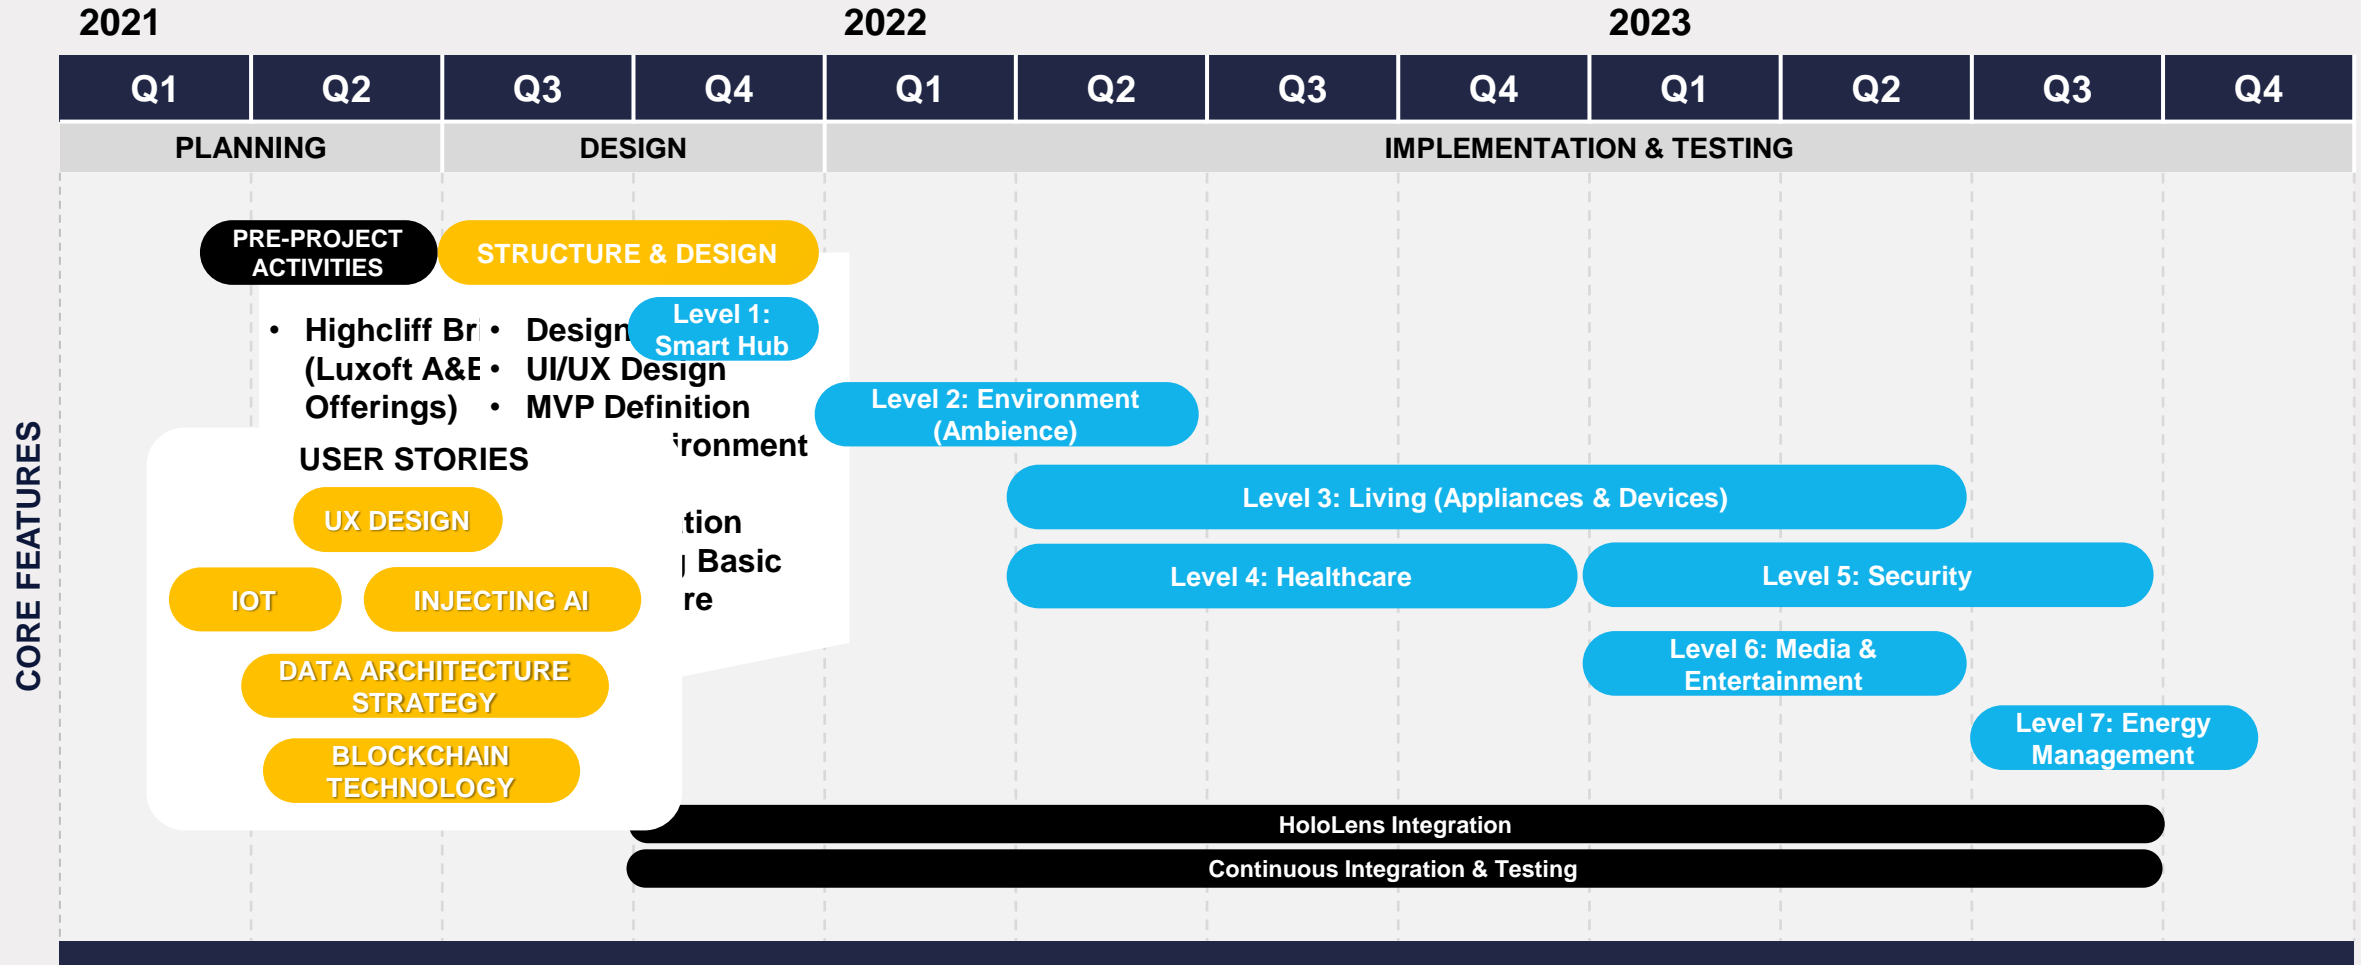 2021
2022
2023
Q1
Q2
Q3
Q4
Q1
Q2
Q3
Q4
Q1
Q2
Q3
Q4
PLANNING
DESIGN
IMPLEMENTATION & TESTING
CORE FEATURES
PRE-PROJECT
ACTIVITIES
STRUCTURE & DESIGN
Level 1:
Smart Hub
• Highcliff
(Luxoft
Offerings)
• Design
• UI/UX Design
• MVP Definition
Basic
Level 2: Environment
(Ambience)
USER STORIES
UX DESIGN
IOT
INJECTING AI
DATA ARCHITECTURE
STRATEGY
BLOCKCHAIN
TECHNOLOGY
Level 3: Living (Appliances & Devices)
Level 4: Healthcare
Level 5: Security
Level 6: Media &
Entertainment
Level 7: Energy
Management
HoloLens Integration
Continuous Integration & Testing